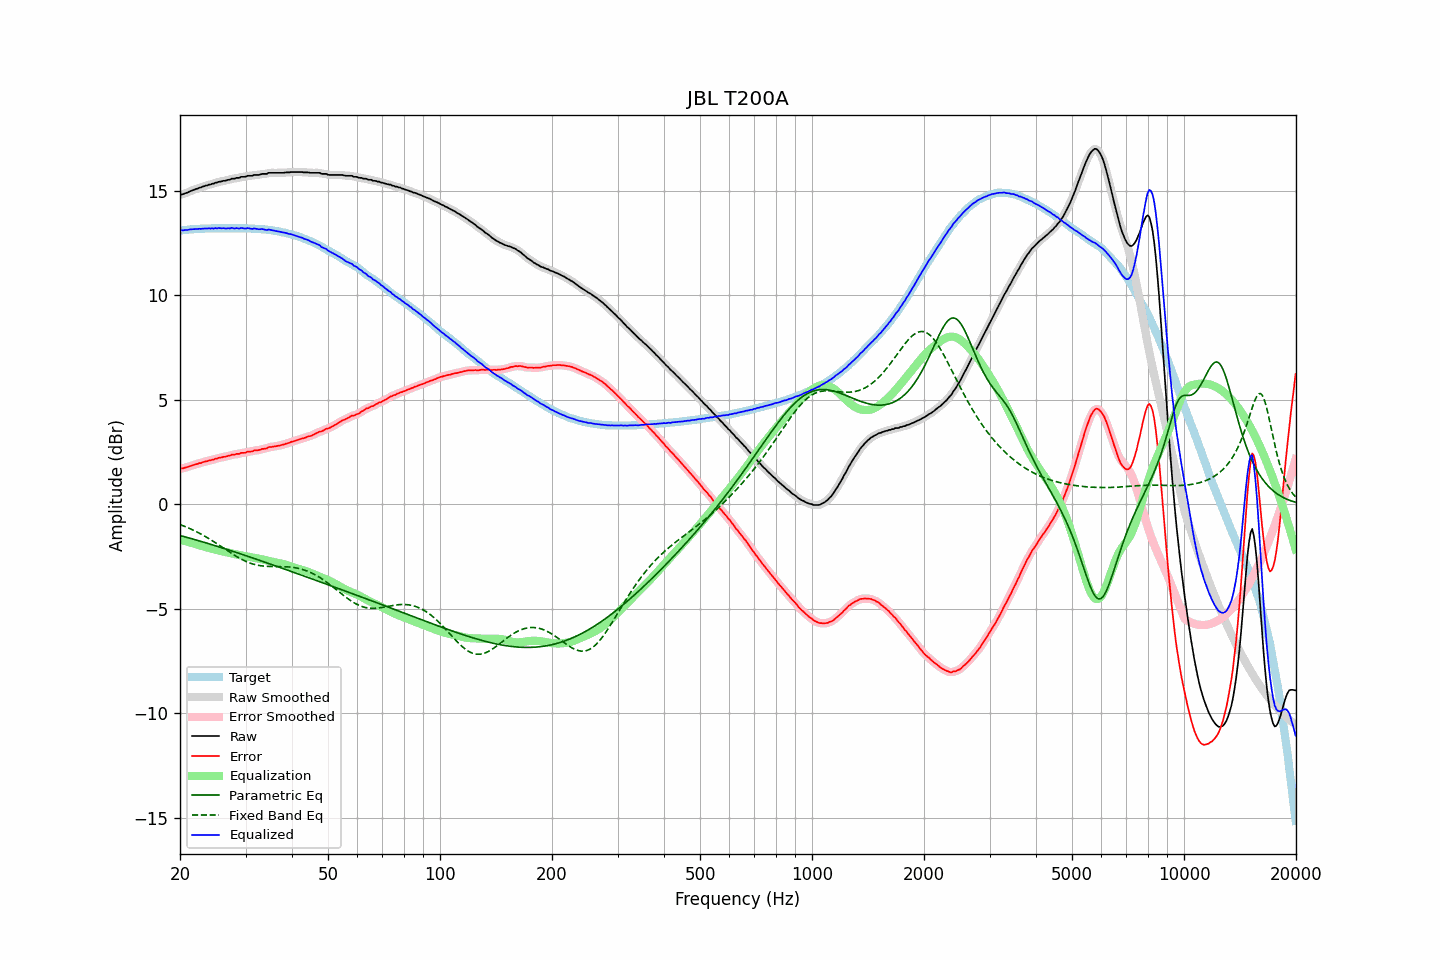 JBL T200A
Amplitude (dBr)
15
10
5
0
−5
−10
−15
Target
Raw Smoothed
Error Smoothed
Raw
Error
Equalization
Parametric Eq
Fixed Band Eq
Equalized
20 50 100 200 500 1000 2000 5000 10000 20000
Frequency (Hz)